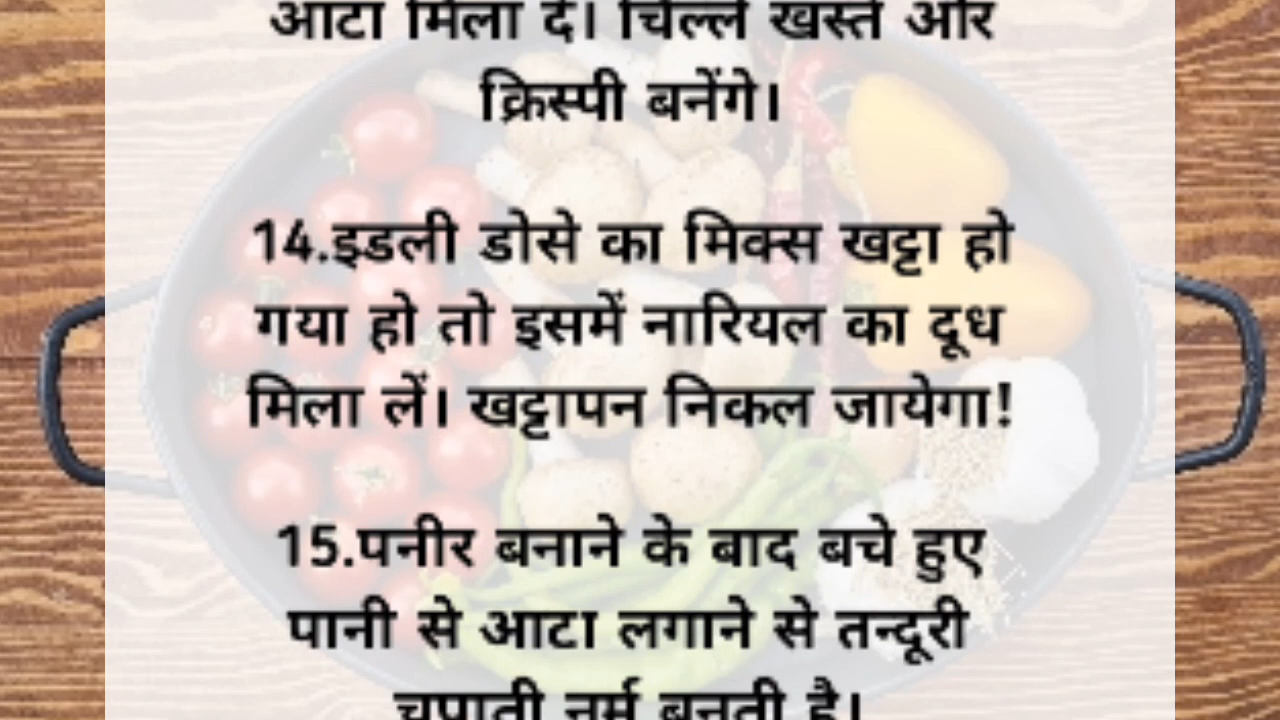 आटा मिला दें। चिल्ले खस्ते और
क्रिस्पी बनेंगे।
14.इडली डोसे का मिक्स खट्टा हो
गया हो तो इसमें नारियल का दूध
मिला लें। खट्टापन निकल जायेगा!
15.पनीर बनाने के बाद बचे हुए
पानी से आटा लगाने से तन्दूरी
चपाती नर्म बनती है।